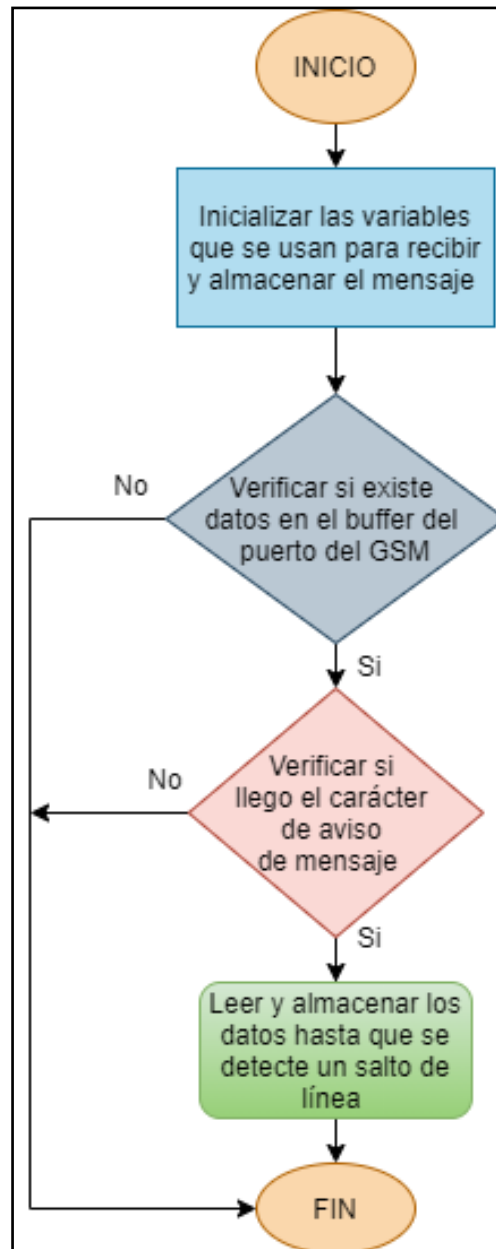 INICIO
Inicializar las variables
que se usan para recibir
y almacenar el mensaje
No
Verificar si existe
datos en el buffer del
puerto del GSM
Si
No
Verificar si
llego el carácter
de aviso
de mensaje
Si
Leer y almacenar los
datos hasta que se
detecte un salto de
línea
FIN